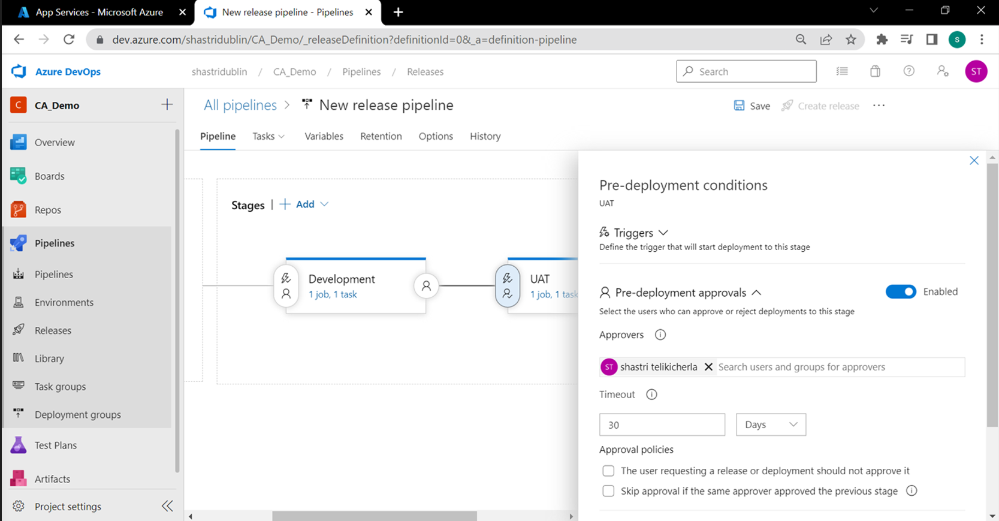 App Services - Microsoft Azure
New release pipeline - Pipelines
dev.azure.com/shastridublin/CA_Demo/_releaseDefinition?definitionId=0&_a=definition-pipeline
S
Azure DevOps
shastridublin / CA_Demo / Pipelines / Releases
Search
ST
C CA_Demo
All pipelines > New release pipeline
Save
Create release
Pipeline Tasks Variables Retention Options History
Overview
Boards
Repos
Pipelines
Pipelines
Environments
Releases
Library
Task groups
Deployment groups
Test Plans
Artifacts
Project settings
Stages | + Add
Development
1 job, 1 task
UAT
1 job, 1 task
Pre-deployment conditions
UAT
Triggers
Define the trigger that will start deployment to this stage
Pre-deployment approvals
Enabled
Select the users who can approve or reject deployments to this stage
Approvers
ST shastri telikicherla Search users and groups for approvers
Timeout
30 Days
Approval policies
The user requesting a release or deployment should not approve it
Skip approval if the same approver approved the previous stage